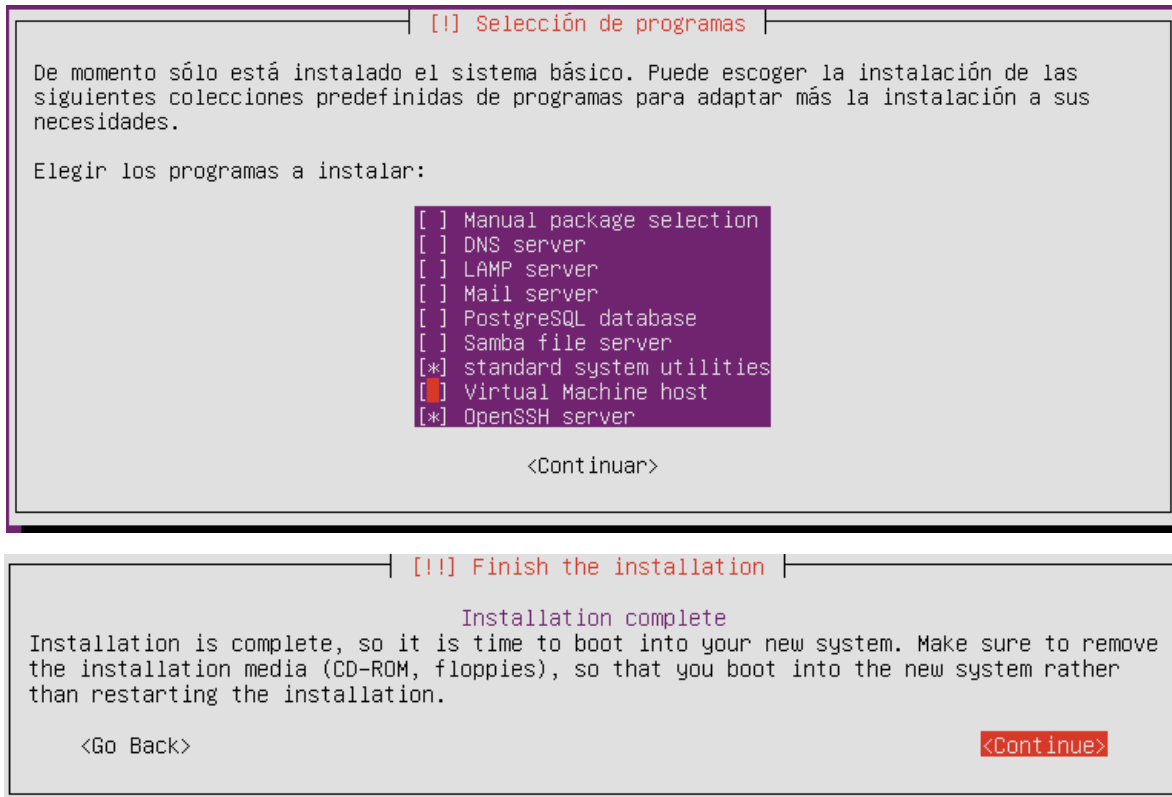 [!] Selección de programas
De momento sólo está instalado el sistema básico. Puede escoger la instalación de las
siguientes colecciones predefinidas de programas para adaptar más la instalación a sus
necesidades.
Elegir los programas a instalar:
[ ] Manual package selection
[ ] DNS server
[ ] LAMP server
[ ] Mail server
[ ] PostgreSQL database
[ ] Samba file server
[*] standard system utilities
[ ] Virtual Machine host
[*] OpenSSH server
<Continuar>
[!!] Finish the installation
Installation complete
Installation is complete, so it is time to boot into your new system. Make sure to remove
the installation media (CD-ROM, floppies), so that you boot into the new system rather
than restarting the installation.
<Go Back> <Continue>